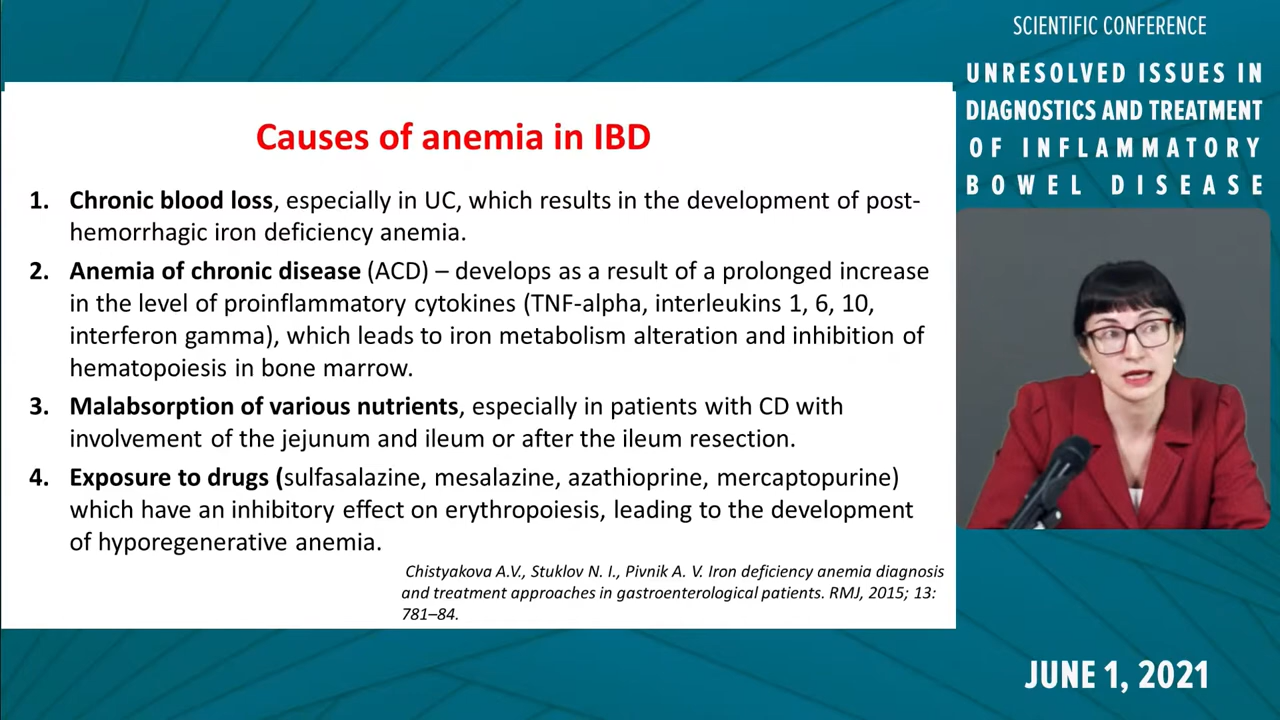 SCIENTIFIC CONFERENCE
UNRESOLVED ISSUES IN
DIAGNOSTICS AND TREATMENT
OF INFLAMMATORY
BOWEL DISEASE
Causes of anemia in IBD
1. Chronic blood loss, especially in UC, which results in the development of post-
hemorrhagic iron deficiency anemia.
2. Anemia of chronic disease (ACD) – develops as a result of a prolonged increase
in the level of proinflammatory cytokines (TNF-alpha, interleukins 1, 6, 10,
interferon gamma), which leads to iron metabolism alteration and inhibition of
hematopoiesis in bone marrow.
3. Malabsorption of various nutrients, especially in patients with CD with
involvement of the jejunum and ileum or after the ileum resection.
4. Exposure to drugs (sulfasalazine, mesalazine, azathioprine, mercaptopurine)
which have an inhibitory effect on erythropoiesis, leading to the development
of hyporegenerative anemia.
Chistyakova A.V., Stuklov N. I., Pivnik A. V. Iron deficiency anemia diagnosis
and treatment approaches in gastroenterological patients. RMJ, 2015; 13:
781–84.
JUNE 1, 2021